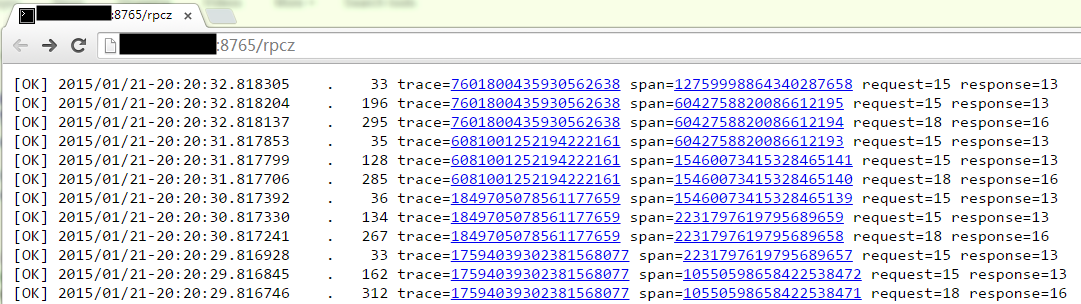 :8765/rpcz
:8765/rpcz
[OK] 2015/01/21-20:20:32.818305 . 33 trace=7601800435930562638 span=12759998864340287658 request=15 response=13
[OK] 2015/01/21-20:20:32.818204 . 196 trace=7601800435930562638 span=6042758820086612195 request=15 response=13
[OK] 2015/01/21-20:20:32.818137 . 295 trace=7601800435930562638 span=6042758820086612194 request=18 response=16
[OK] 2015/01/21-20:20:31.817853 . 35 trace=6081001252194222161 span=6042758820086612193 request=15 response=13
[OK] 2015/01/21-20:20:31.817799 . 128 trace=6081001252194222161 span=15460073415328465141 request=15 response=13
[OK] 2015/01/21-20:20:31.817706 . 285 trace=6081001252194222161 span=15460073415328465140 request=18 response=16
[OK] 2015/01/21-20:20:30.817392 . 36 trace=1849705078561177659 span=15460073415328465139 request=15 response=13
[OK] 2015/01/21-20:20:30.817330 . 134 trace=1849705078561177659 span=2231797619795689659 request=15 response=13
[OK] 2015/01/21-20:20:30.817241 . 267 trace=1849705078561177659 span=2231797619795689658 request=18 response=16
[OK] 2015/01/21-20:20:29.816928 . 33 trace=17594039302381568077 span=2231797619795689657 request=15 response=13
[OK] 2015/01/21-20:20:29.816845 . 162 trace=17594039302381568077 span=10550598658422538472 request=15 response=13
[OK] 2015/01/21-20:20:29.816746 . 312 trace=17594039302381568077 span=10550598658422538471 request=18 response=16